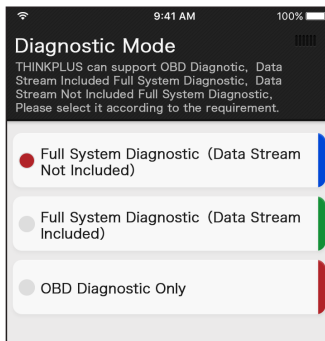 9:41 AM
100%
Diagnostic Mode
THINKPLUS can support OBD Diagnotic, Data
Stream Included Full System Diagnostic, Data
Stream Not Included Full System Diagnostic,
Please select it according to the requirement.
Full System Diagnostic（Data Stream
Not Included）
Full System Diagnostic（Data Stream
Included）
OBD Diagnostic Only